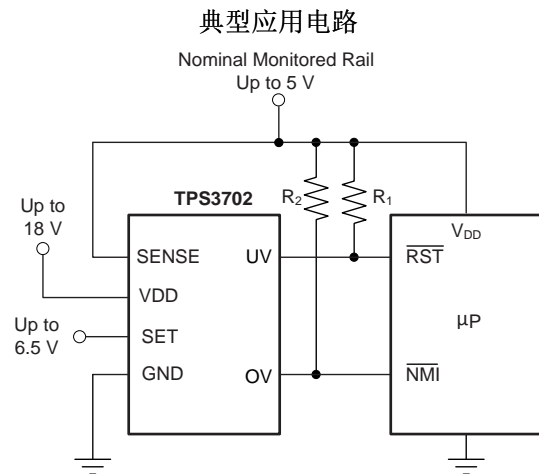 典型应用电路
Nominal Monitored Rail
Up to 5 V
TPS3702
R₂
R₁
Up to
18 V
VDD
SENSE
UV
RST
V_DD
Up to
6.5 V
SET
µP
GND
OV
NMI